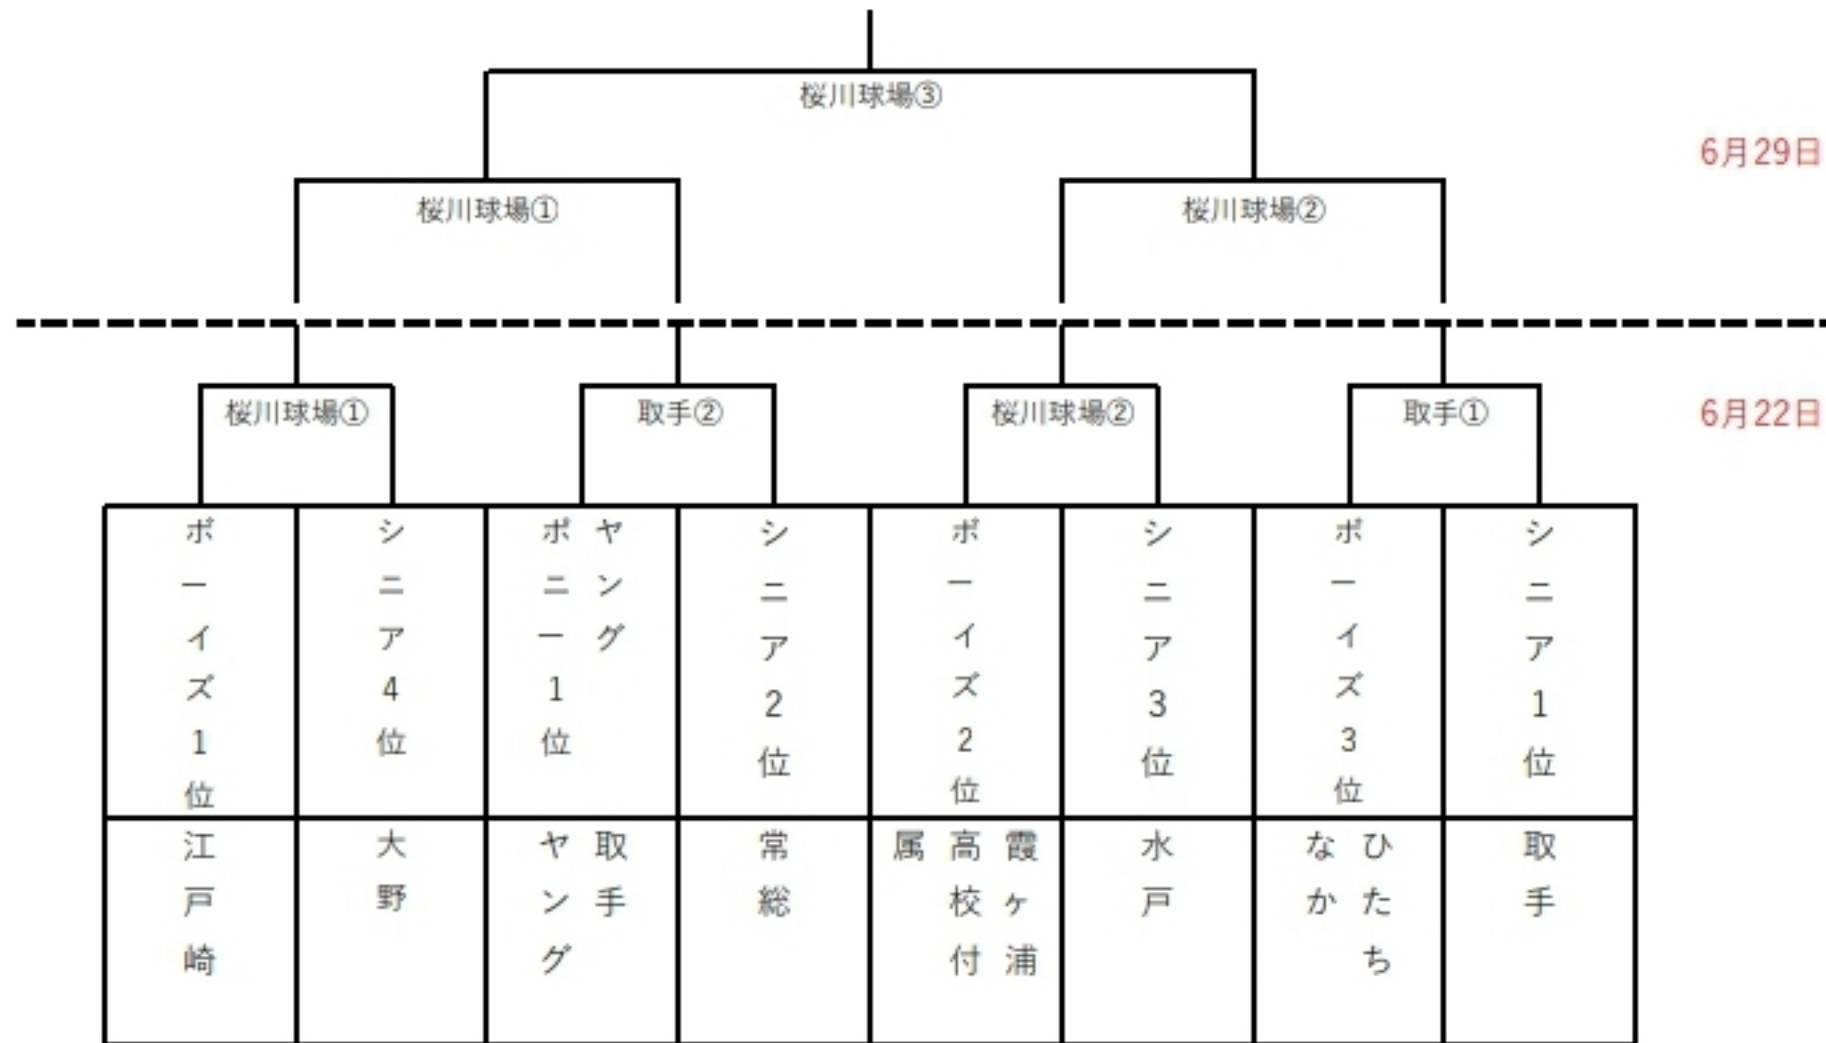 桜川球場③
6月29日
桜川球場①
桜川球場②
桜川球場①
取手②
桜川球場②
取手①
6月22日
ボーイズ1位
シニア4位
ヤング
ポニー1位
シニア2位
ボーイズ2位
シニア3位
ボーイズ3位
シニア1位
江戸崎
大野
取手
ヤング
常総
霞ヶ浦
高校付
属
水戸
ひたち
なか
取手